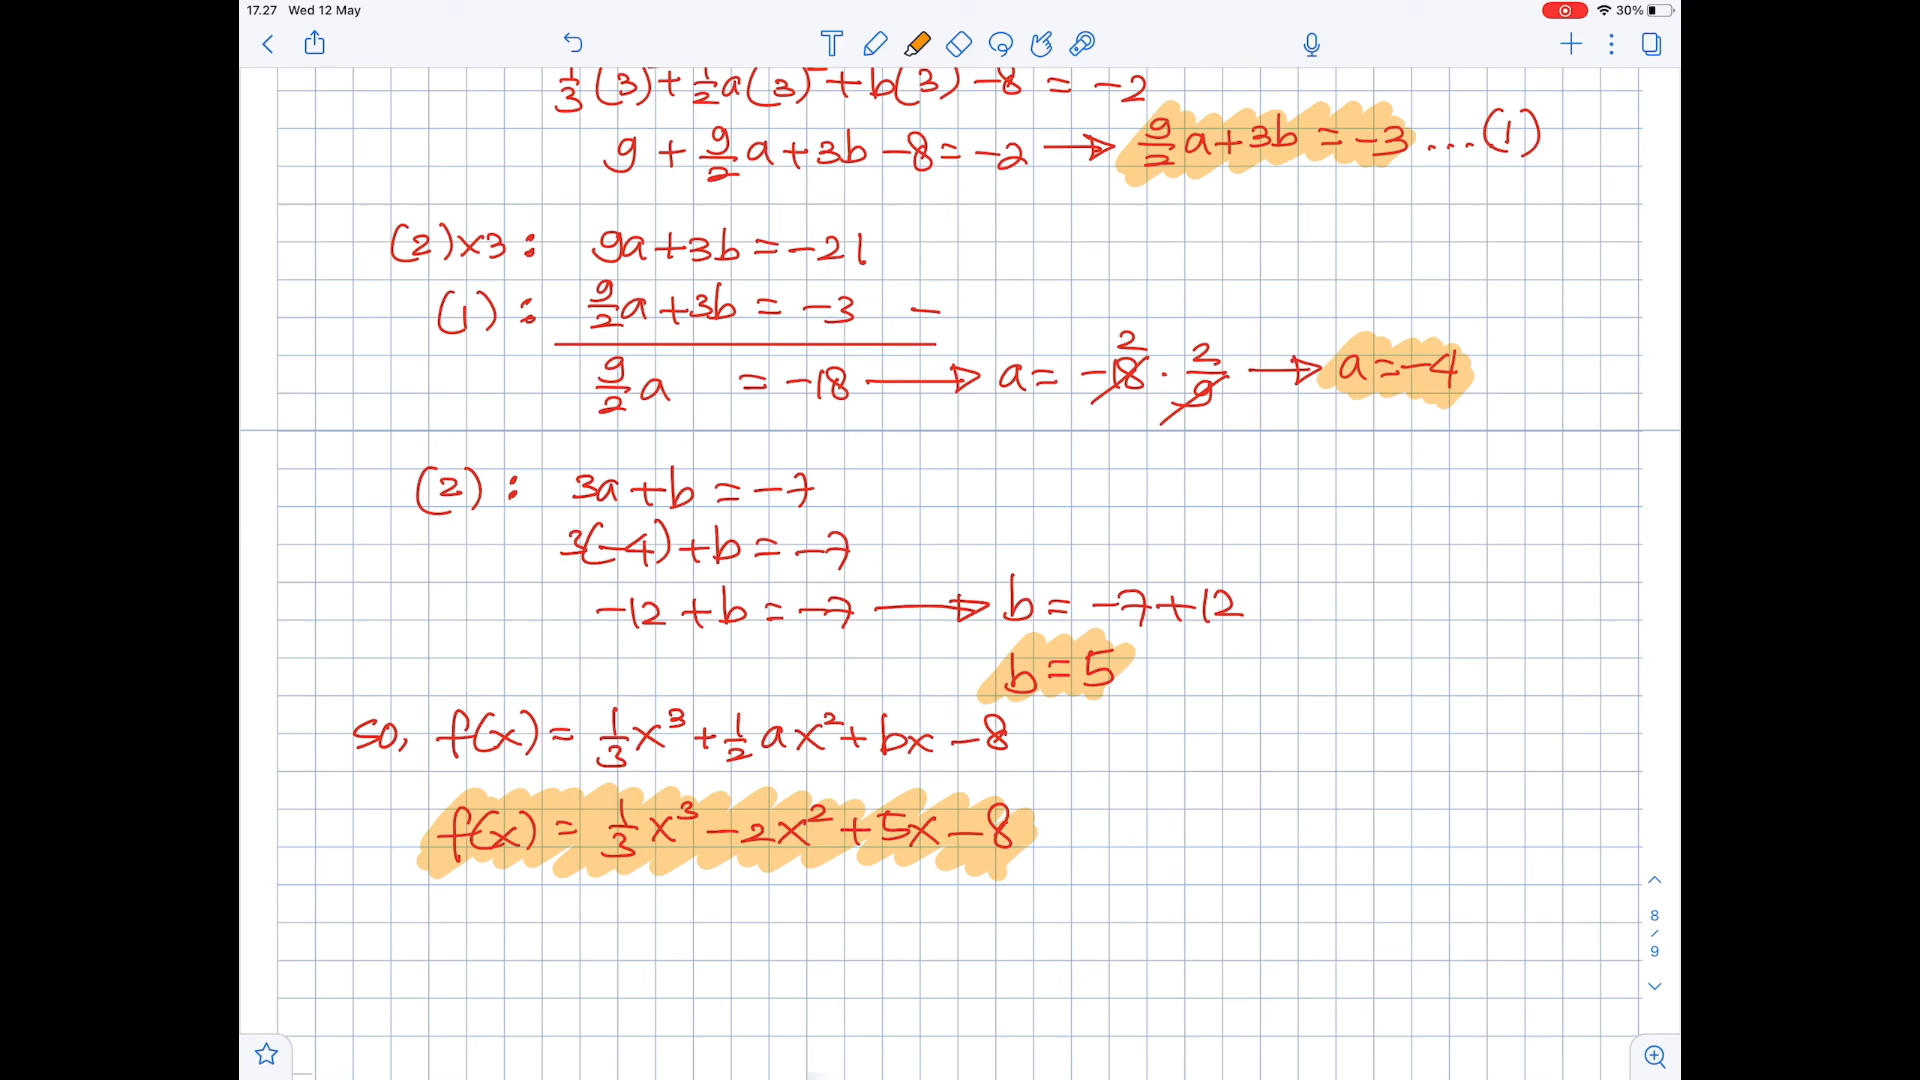 17.27 Wed 12 May
30%
T
1/3(3) + 1/2a(3) + b(3) -8 = -2
9 + 9/2a + 3b -8 = -2 → 9/2a + 3b = -3 ....(1)
(2)x3 : 9a + 3b = -21
(1) : 9/2a + 3b = -3 -
9/2a = -18 → a = -18 2 · 2/9 → a = -4
(2) : 3a + b = -7
3(-4) + b = -7
-12 + b = -7 → b = -7+12
b = 5
so, f(x) = 1/3x³ + 1/2ax² + bx -8
f(x) = 1/3x³ - 2x² + 5x - 8
8
/
9